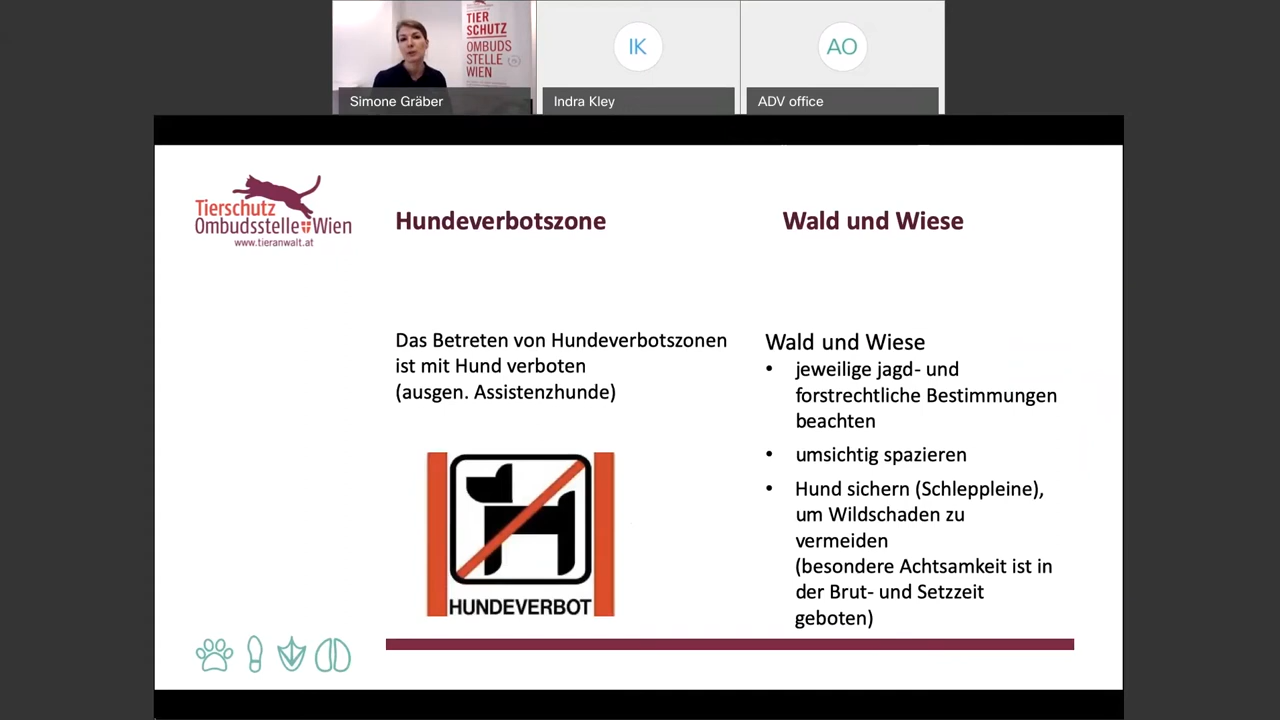 TIER
SCHUTZ
OMBUDS
STELLE
WIEN
IK
AO
Simone Gräber
Indra Kley
ADV office
Tierschutz
Ombudsstelle Wien
www.tieranwalt.at
Hundeverbotszone
Wald und Wiese
Das Betreten von Hundeverbotszonen
ist mit Hund verboten
(ausgen. Assistenzhunde)
HUNDEVERBOT
Wald und Wiese
• jeweilige jagd- und
forstrechtliche Bestimmungen
beachten
• umsichtig spazieren
• Hund sichern (Schleppleine),
um Wildschaden zu
vermeiden
(besondere Achtsamkeit ist in
der Brut- und Setzzeit
geboten)